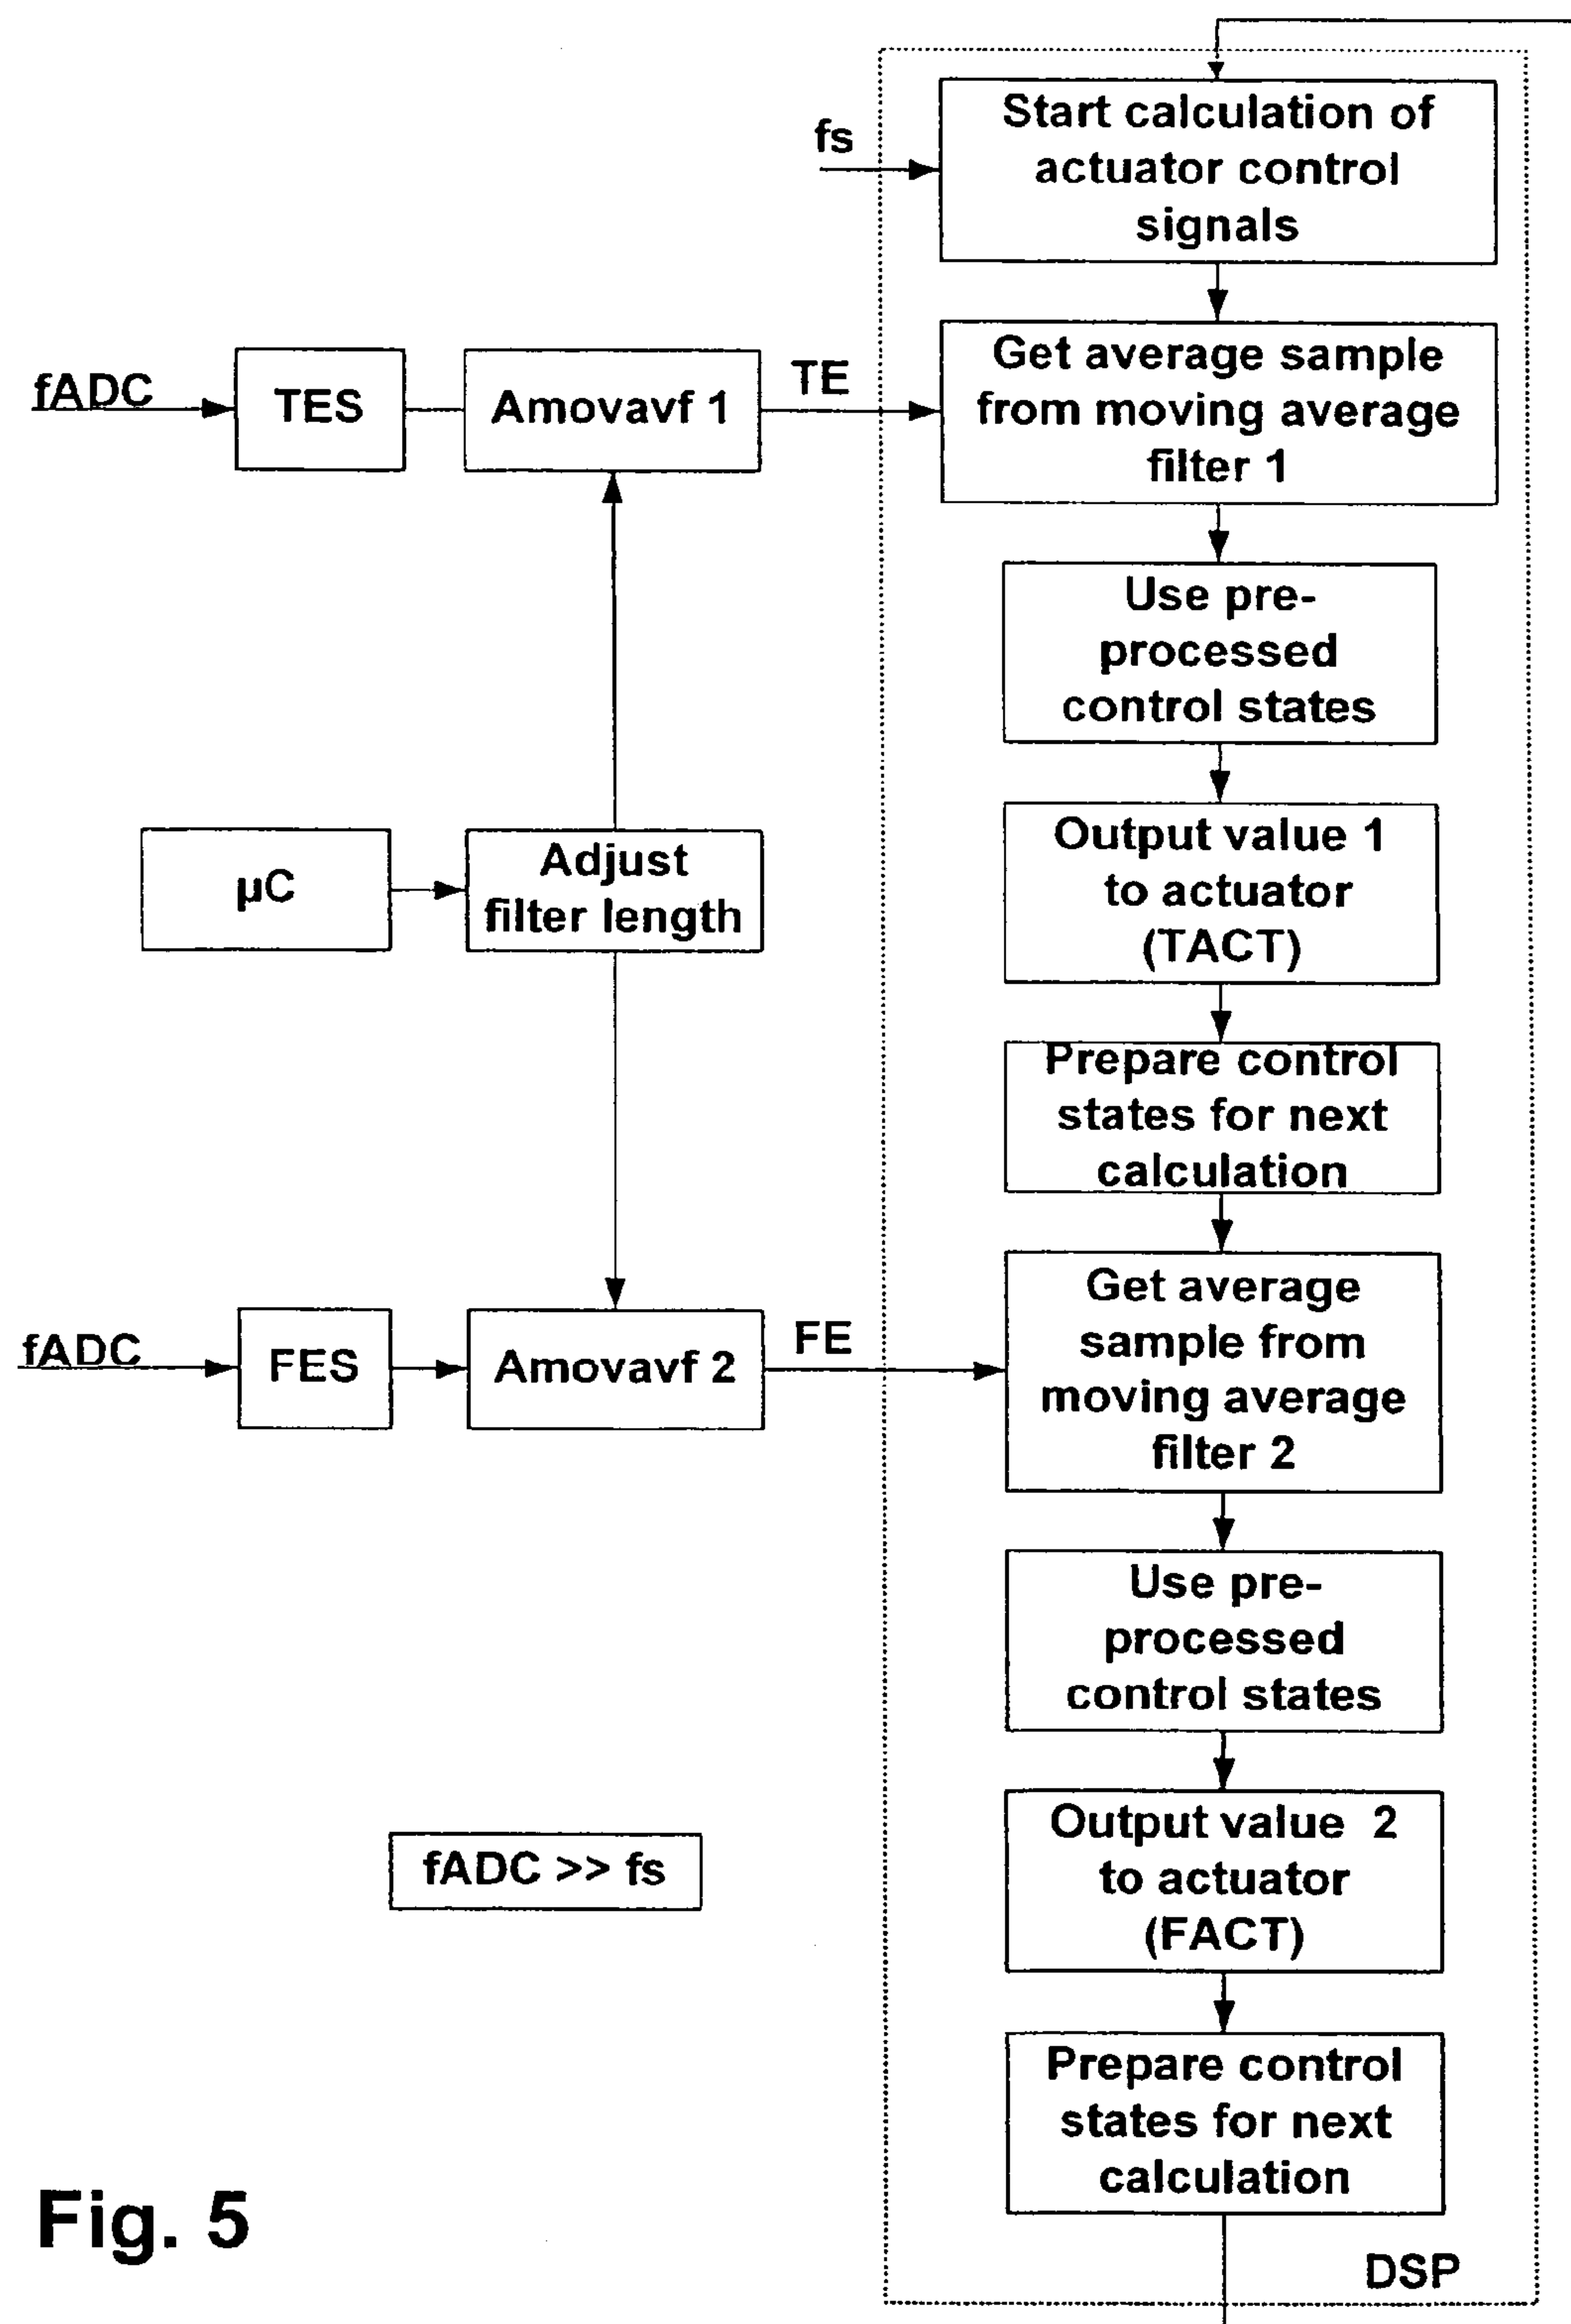 Start calculation of
actuator control
signals
fs
Get average sample
from moving average
filter 1
fADC
TES
Amovavf 1
TE
Use pre-
processed
control states
Output value 1
to actuator
(TACT)
µC
Adjust
filter length
Prepare control
states for next
calculation
Get average
sample from
moving average
filter 2
fADC
FES
Amovavf 2
FE
Use pre-
processed
control states
Output value 2
to actuator
(FACT)
fADC >> fs
Prepare control
states for next
calculation
DSP
Fig. 5